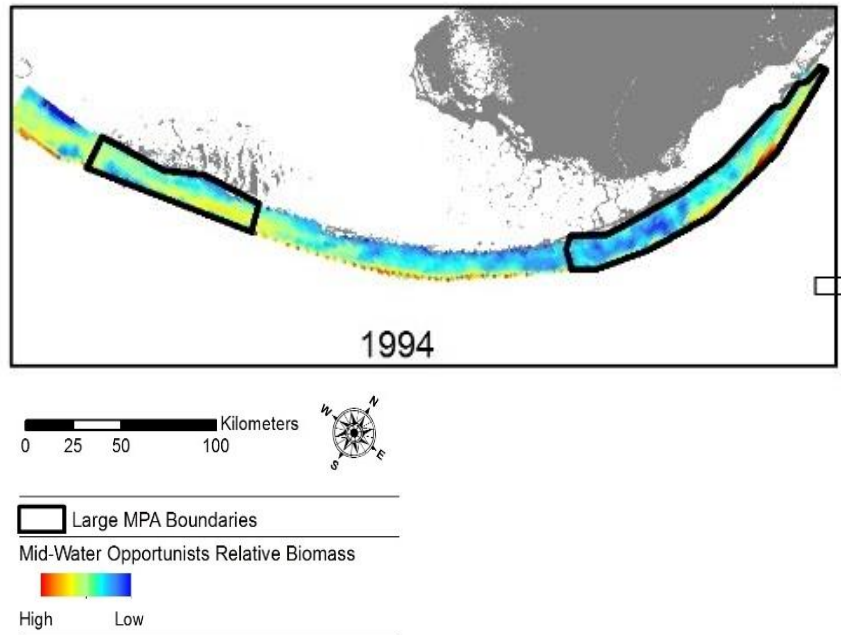 1994
Kilometers
0 25 50 100
W N
S E
Large MPA Boundaries
Mid-Water Opportunists Relative Biomass
High Low